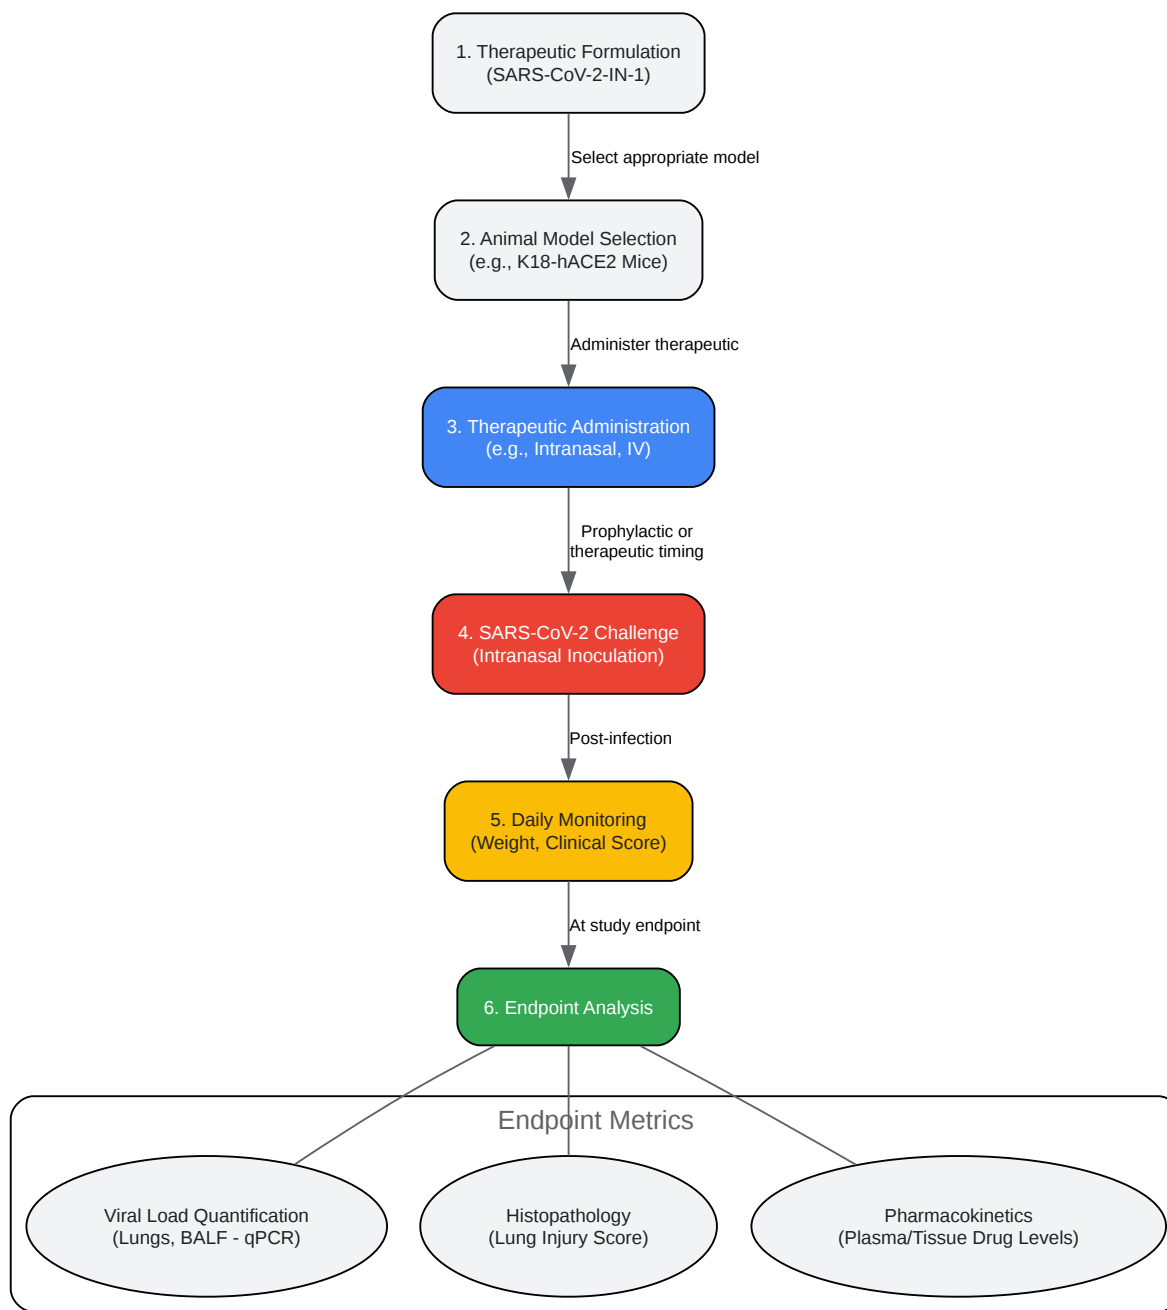 1. Therapeutic Formulation
(SARS-CoV-2-IN-1)
Select appropriate model
2. Animal Model Selection
(e.g., K18-hACE2 Mice)
Administer therapeutic
3. Therapeutic Administration
(e.g., Intranasal, IV)
Prophylactic or
therapeutic timing
4. SARS-CoV-2 Challenge
(Intranasal Inoculation)
Post-infection
5. Daily Monitoring
(Weight, Clinical Score)
At study endpoint
6. Endpoint Analysis
Endpoint Metrics
Viral Load Quantification
(Lungs, BALF - qPCR)
Histopathology
(Lung Injury Score)
Pharmacokinetics
(Plasma/Tissue Drug Levels)